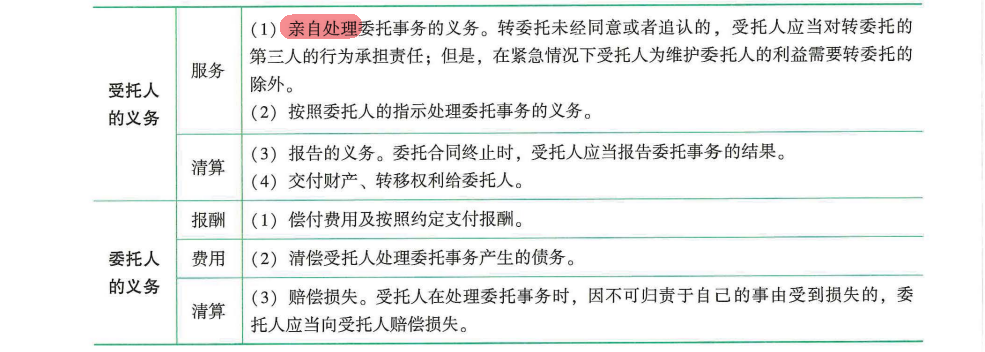 (1)亲自处理委托事务的义务。转委托未经同意或者追认的，受托人应当对转委托的
第三人的行为承担责任；但是，在紧急情况下受托人为维护委托人的利益需要转委托的
除外。
服务
受托人
的义务
(2)按照委托人的指示处理委托事务的义务。
(3)报告的义务。委托合同终止时，受托人应当报告委托事务的结果。
清算
(4)交付财产、转移权利给委托人。
报酬
(1)偿付费用及按照约定支付报酬。
委托人
的义务
费用
(2)清偿受托人处理委托事务产生的债务。
清算
(3)赔偿损失。受托人在处理委托事务时，因不可归责于自己的事由受到损失的，委
托人应当向受托人赔偿损失。